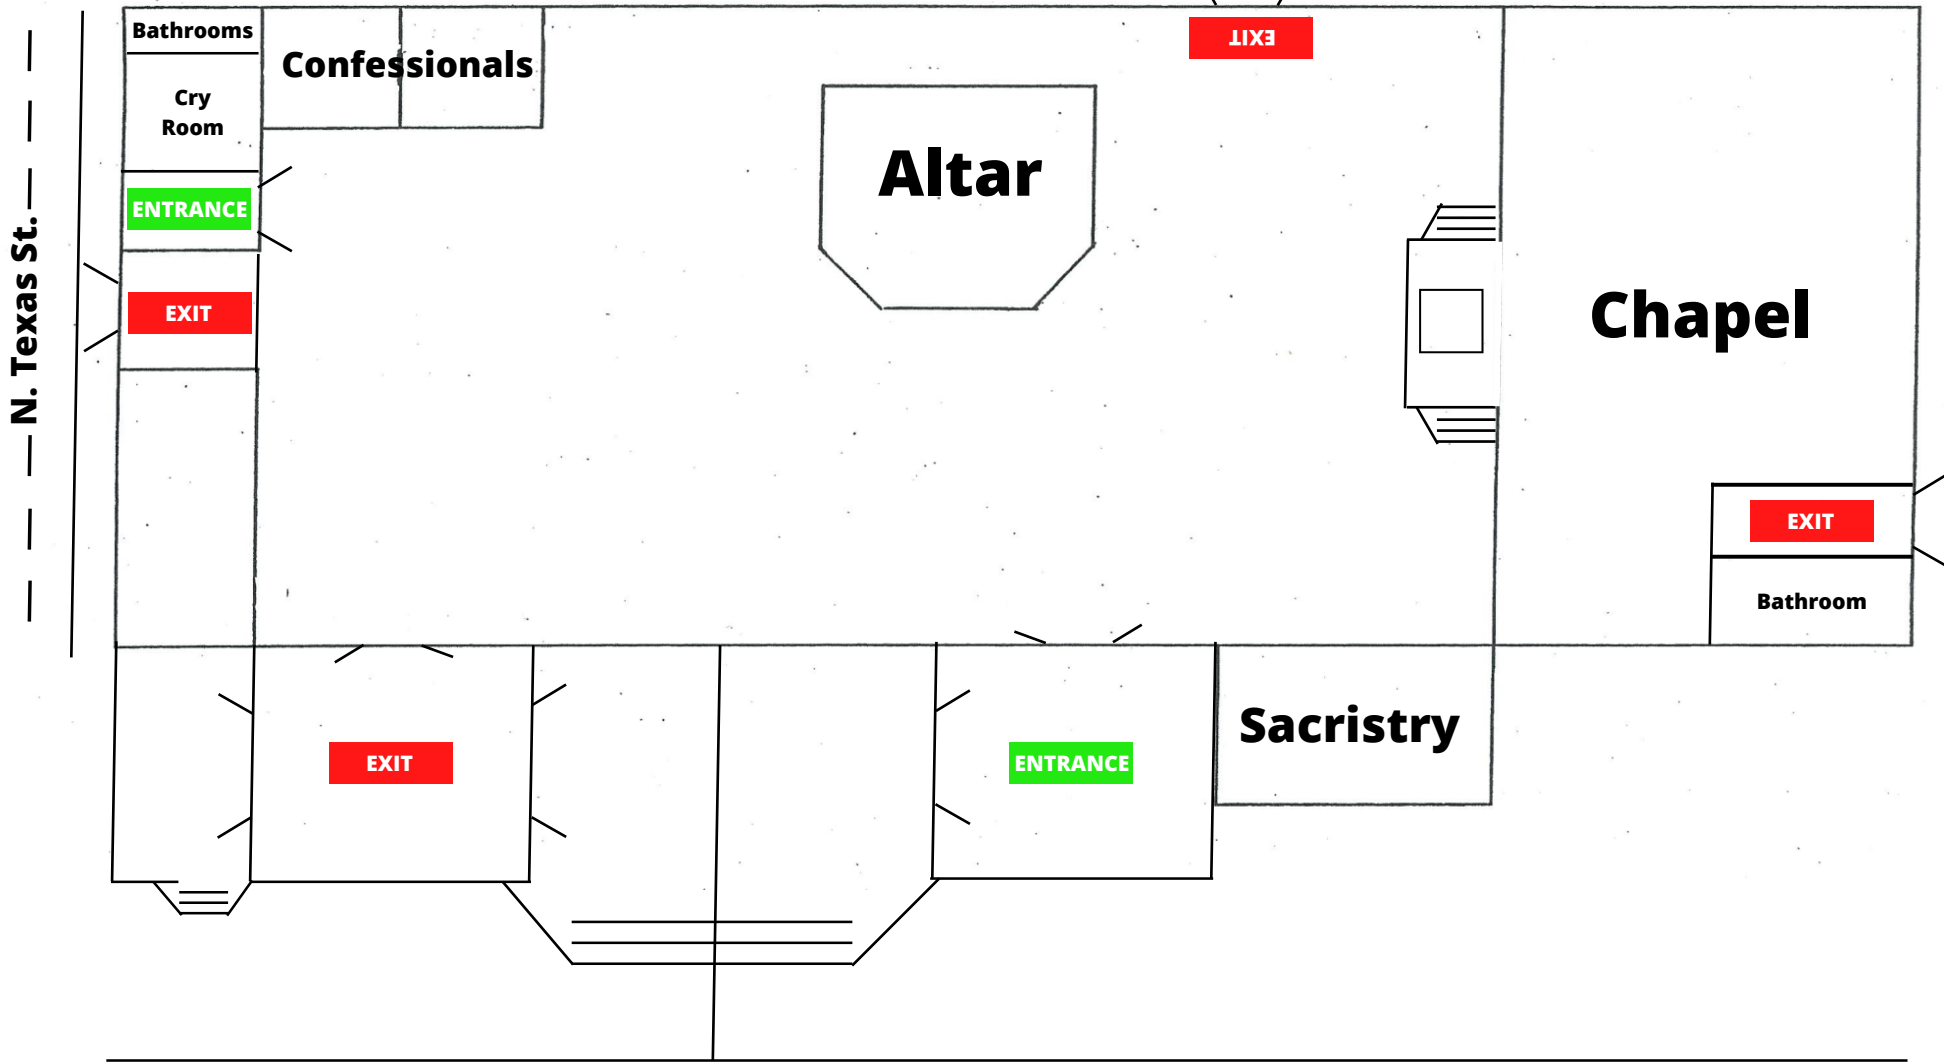 Bathrooms
Confessionals
EXIT
Cry
Room
Altar
ENTRANCE
N. Texas St.
EXIT
Chapel
EXIT
Bathroom
Sacristry
EXIT
ENTRANCE